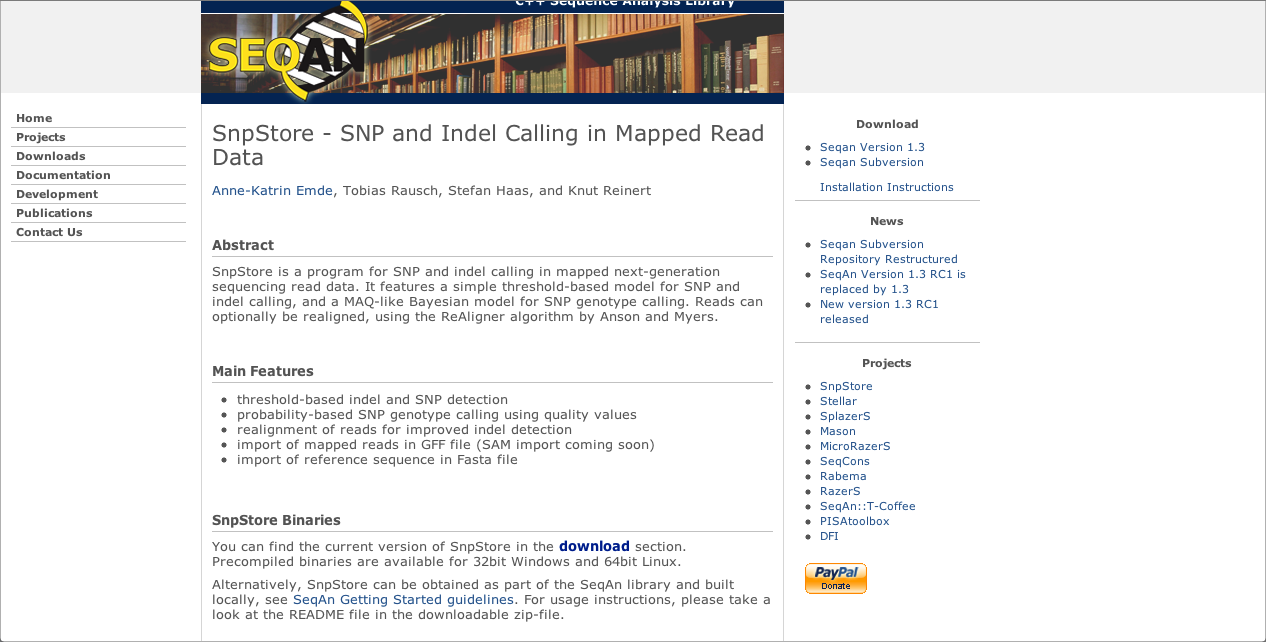 C++ Sequence Analysis Library
SEQAN
Home
Projects
Downloads
Documentation
Development
Publications
Contact Us
SnpStore - SNP and Indel Calling in Mapped Read
Data
Anne-Katrin Emde, Tobias Rausch, Stefan Haas, and Knut Reinert
Abstract
SnpStore is a program for SNP and indel calling in mapped next-generation
sequencing read data. It features a simple threshold-based model for SNP and
indel calling, and a MAQ-like Bayesian model for SNP genotype calling. Reads can
optionally be realigned, using the ReAligner algorithm by Anson and Myers.
Main Features
threshold-based indel and SNP detection
probability-based SNP genotype calling using quality values
realignment of reads for improved indel detection
import of mapped reads in GFF file (SAM import coming soon)
import of reference sequence in Fasta file
SnpStore Binaries
You can find the current version of SnpStore in the download section.
Precompiled binaries are available for 32bit Windows and 64bit Linux.
Alternatively, SnpStore can be obtained as part of the SeqAn library and built
locally, see SeqAn Getting Started guidelines. For usage instructions, please take a
look at the README file in the downloadable zip-file.
Download
Seqan Version 1.3
Seqan Subversion
Installation Instructions
News
Seqan Subversion
Repository Restructured
SeqAn Version 1.3 RC1 is
replaced by 1.3
New version 1.3 RC1
released
Projects
SnpStore
Stellar
SplazerS
Mason
MicroRazerS
SeqCons
Rabema
RazerS
SeqAn::T-Coffee
PISAtoolbox
DFI
PayPal
Donate